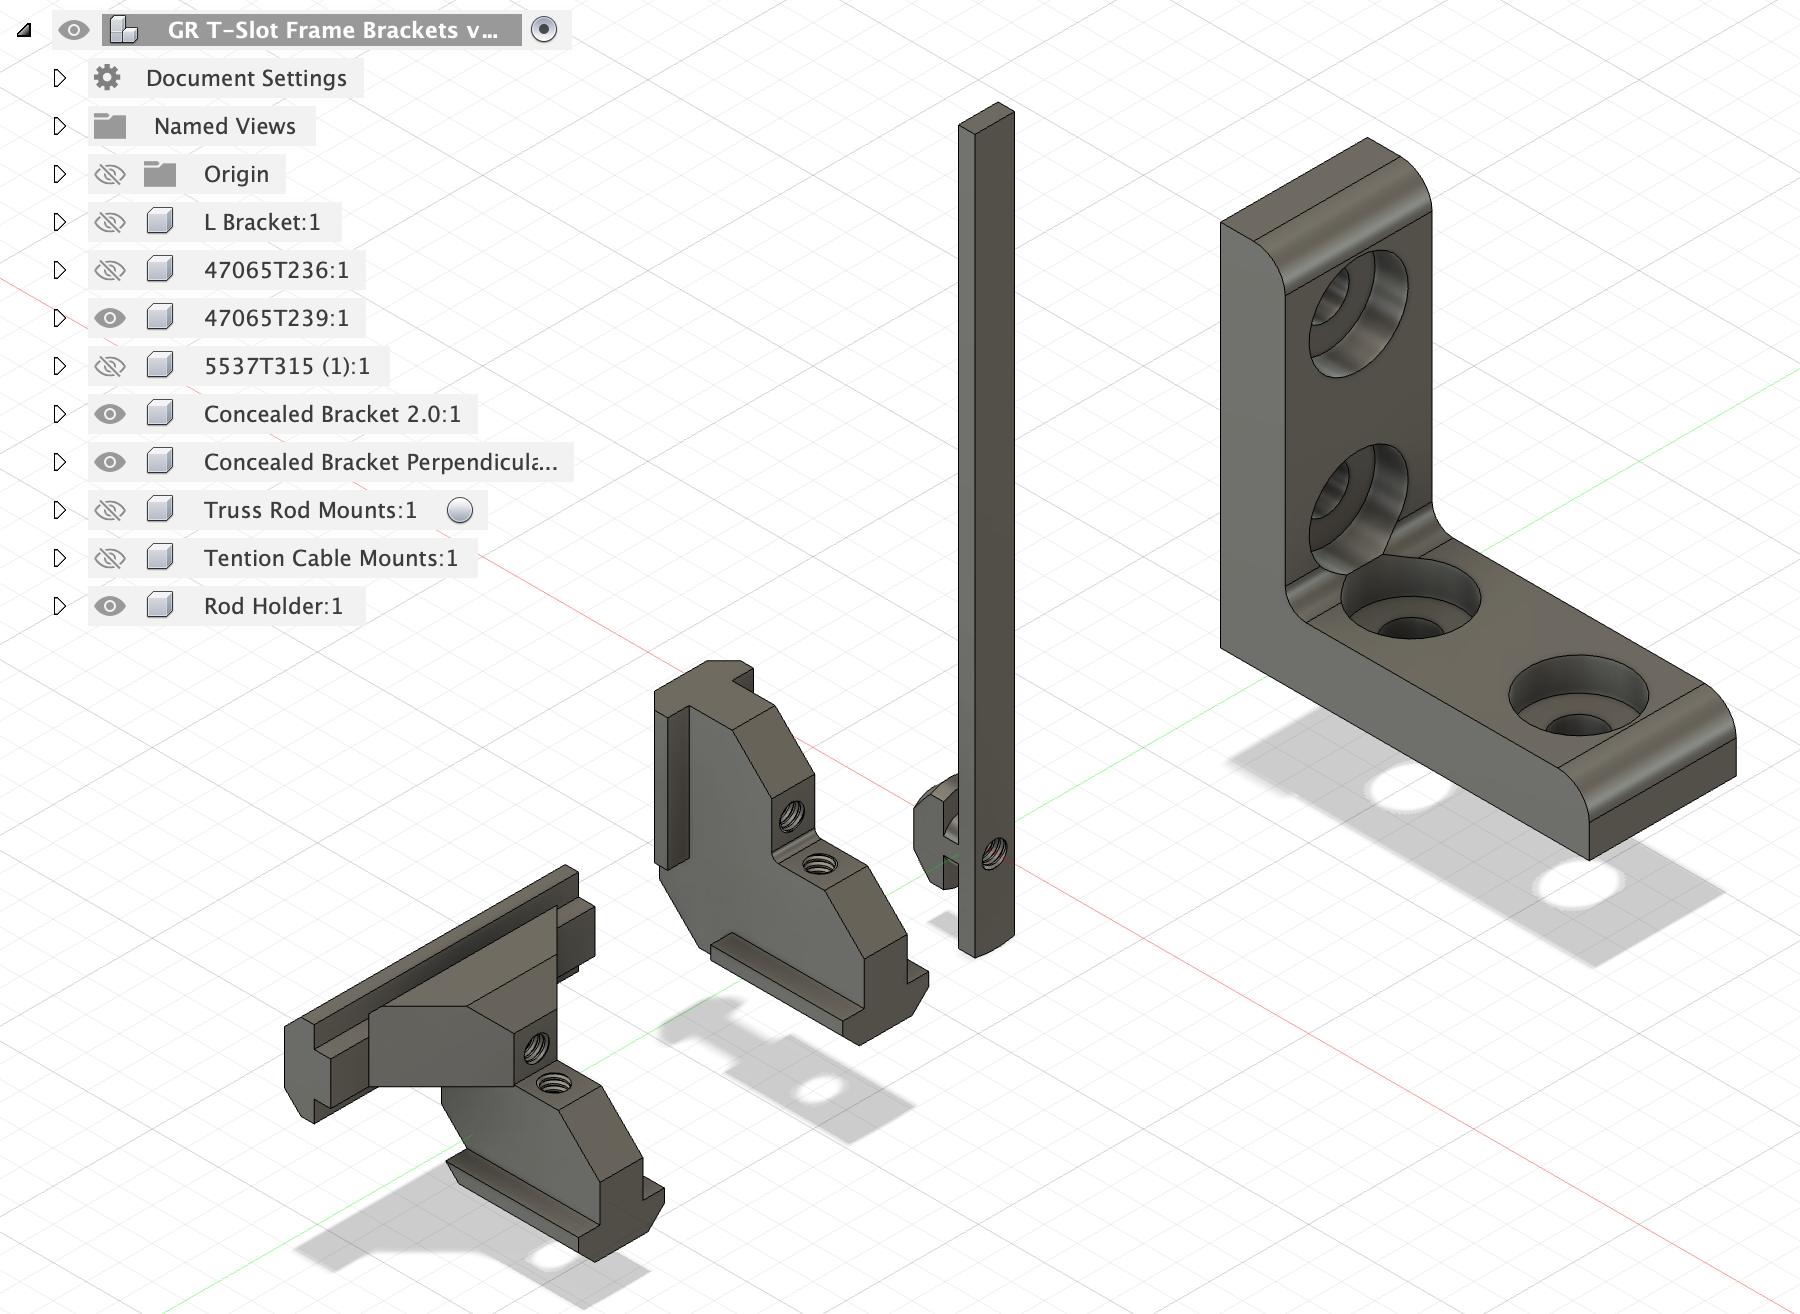 GR T-Slot Frame Brackets v...
Document Settings
Named Views
Origin
L Bracket:1
47065T236:1
47065T239:1
5537T315 (1):1
Concealed Bracket 2.0:1
Concealed Bracket Perpendicula...
Truss Rod Mounts:1
Tention Cable Mounts:1
Rod Holder:1